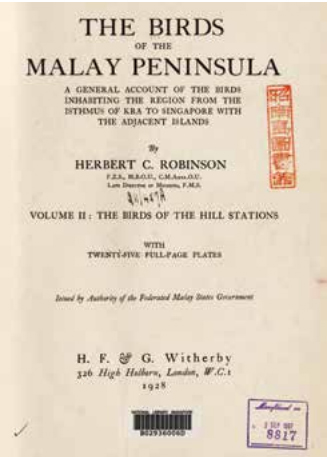 THE BIRDS
OF THE
MALAY PENINSULA
A GENERAL ACCOUNT OF THE BIRDS
INHABITING THE REGION FROM THE
ISTHMUS OF KRA TO SINGAPORE WITH
THE ADJACENT ISLANDS
By
HERBERT C. ROBINSON
F.Z.S., M.B.O.U., C.M.AUST.O.U.
LATE DIRECTOR OF MUSEUMS, F.M.S.
VOLUME II: THE BIRDS OF THE HILL STATIONS
WITH
TWENTY-FIVE FULL-PAGE PLATES
Issued by Authority of the Federated Malay States Government
H. F. & G. Witherby
326 High Holborn, London, W.C.1
1928
B02936006D
8817